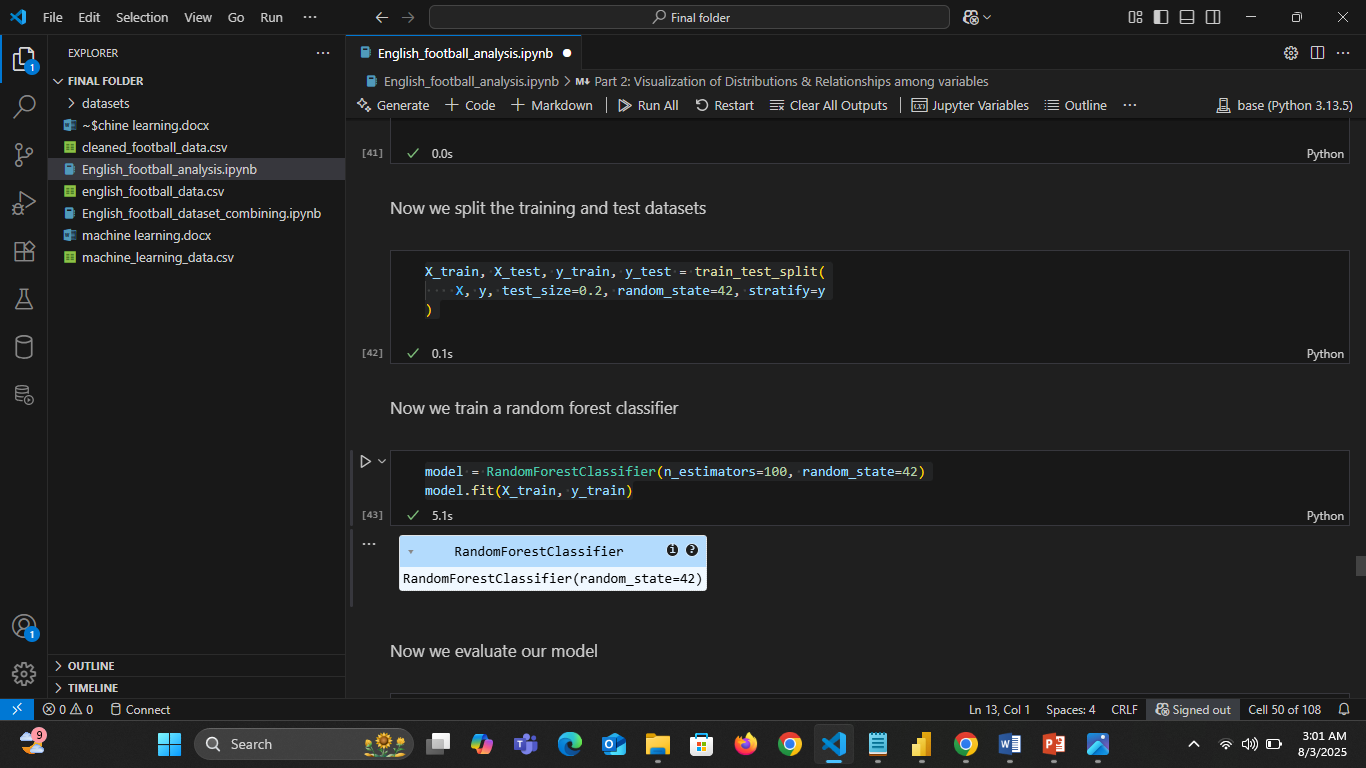 File Edit Selection View Go Run ···
Final folder
EXPLORER
FINAL FOLDER
datasets
~$chine learning.docx
cleaned_football_data.csv
English_football_analysis.ipynb
english_football_data.csv
English_football_dataset_combining.ipynb
machine learning.docx
machine_learning_data.csv
OUTLINE
TIMELINE
English_football_analysis.ipynb
English_football_analysis.ipynb > M↓ Part 2: Visualization of Distributions & Relationships among variables
Generate + Code + Markdown Run All Restart Clear All Outputs Jupyter Variables Outline ··· base (Python 3.13.5)
[41] 0.0s Python
Now we split the training and test datasets
X_train, X_test, y_train, y_test = train_test_split(
X, y, test_size=0.2, random_state=42, stratify=y
)
[42] 0.1s Python
Now we train a random forest classifier
model = RandomForestClassifier(n_estimators=100, random_state=42)
model.fit(X_train, y_train)
[43] 5.1s Python
RandomForestClassifier
RandomForestClassifier(random_state=42)
Now we evaluate our model
1
1
0 0 Connect Ln 13, Col 1 Spaces: 4 CRLF Signed out Cell 50 of 108
9
Search
3:01 AM
8/3/2025